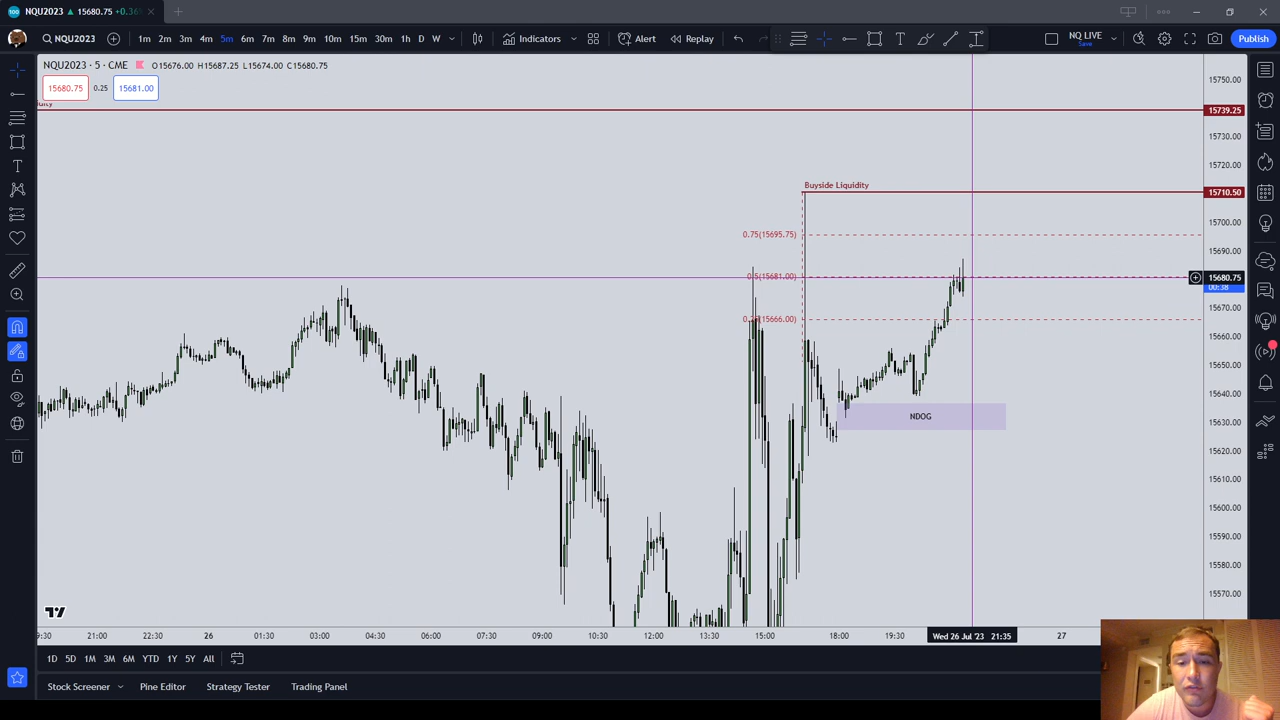 NQU2023 ▲ 15680.75 +0.36
NQU2023 1m 2m 3m 4m 5m 6m 7m 8m 9m 10m 15m 30m 1h D W Indicators Alert Replay NQ LIVE Save Publish
NQU2023 · 5 · CME O15676.00 H15687.25 L15674.00 C15680.75
15680.75 0.25 15681.00
15750.00
15739.25
15730.00
15720.00
Buyside Liquidity
15710.50
15700.00
0.75(15695.75)
15690.00
0.5(15681.00)
15680.75
00:38
15670.00
(15666.00)
15660.00
15650.00
15640.00
NDOG
15630.00
15620.00
15610.00
15600.00
15590.00
15580.00
15570.00
21:00 22:30 26 01:30 03:00 04:30 06:00 07:30 09:00 10:30 12:00 13:30 15:00 18:00 19:30 Wed 26 Jul '23 21:35 27
1D 5D 1M 3M 6M YTD 1Y 5Y All
Stock Screener Pine Editor Strategy Tester Trading Panel